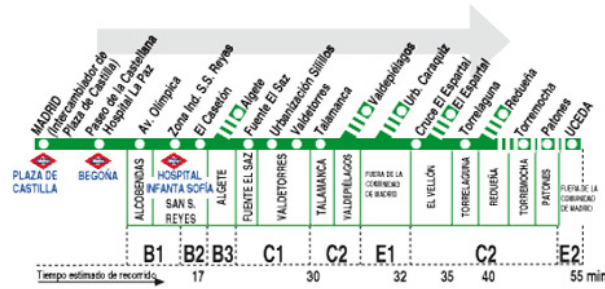 MADRID
(Intercambiador de
Plaza de Castilla)
Paseo de la Castellana
Hospital La Paz
Av. Olímpica
Zona Ind. S.S. Reyes
El Casetón
Algete
Fuente El Saz
Urbanización Silillos
Valdetorres
Talamanca
Valdepiélagos
Urb. Caraquiz
Cruce El Espartal
El Espartal
Torrelaguna
Redueña
Torremocha
Patones
UCEDA
PLAZA DE
CASTILLA
BEGOÑA
HOSPITAL
INFANTA SOFÍA
ALCOBENDAS
SAN S.
REYES
ALGETE
FUENTE EL SAZ
VALDETORRES
TALAMANCA
VALDEPIÉLAGOS
FUERA DE LA
COMUNIDAD
DE MADRID
EL VELLÓN
TORRELAGUNA
REDUEÑA
TORREMOCHA
PATONES
FUERA DE LA
COMUNIDAD
DE MADRID
B1 B2 B3 C1 C2 E1 C2 E2
Tiempo estimado de recorrido 17 30 32 35 40 55 min